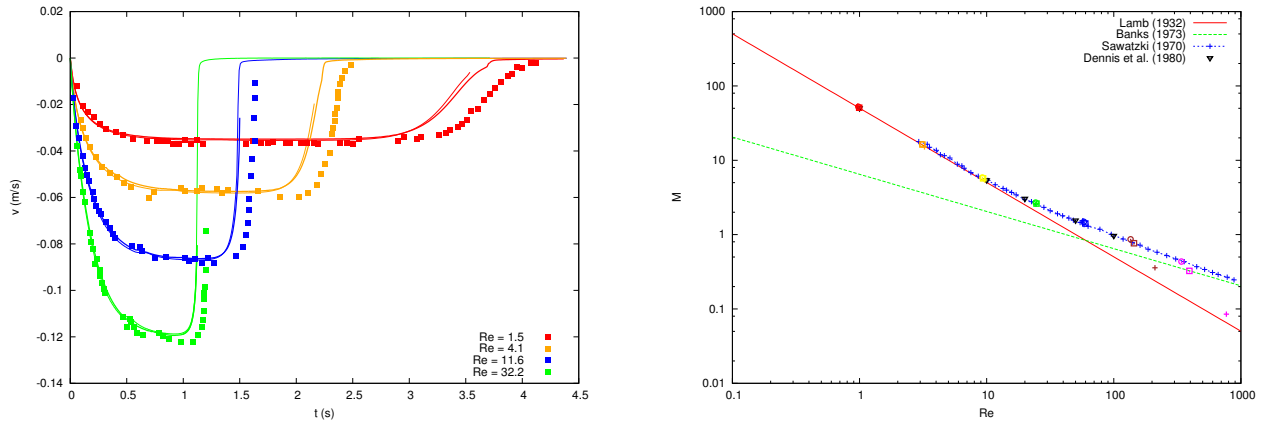 0
-0.02
-0.04
-0.06
-0.08
-0.1
-0.12
-0.14
0 0.5 1 1.5 2 2.5 3 3.5 4 4.5
v (m/s)
t (s)
Re = 1.5
Re = 4.1
Re = 11.6
Re = 32.2
1000
100
10
1
0.1
0.01
0.1 1 10 100 1000
M
Re
Lamb (1932)
Banks (1973)
Sawatzki (1970)
Dennis et al. (1980)